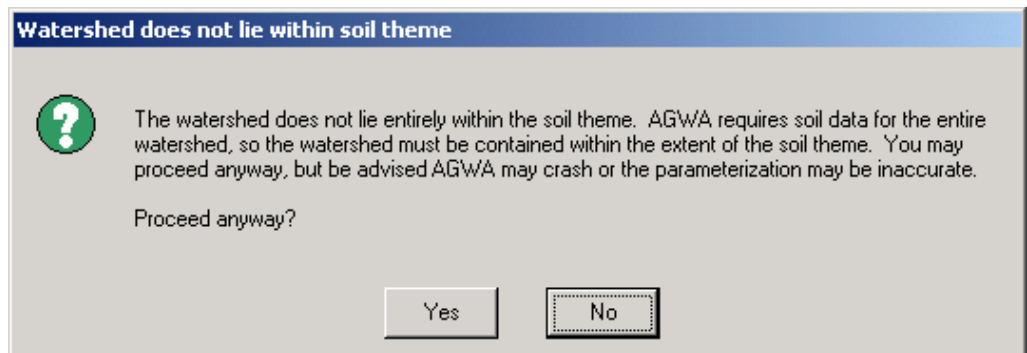 Watershed does not lie within soil theme
The watershed does not lie entirely within the soil theme.  AGWA requires soil data for the entire
watershed, so the watershed must be contained within the extent of the soil theme.  You may
proceed anyway, but be advised AGWA may crash or the parameterization may be inaccurate.
Proceed anyway?
Yes
No